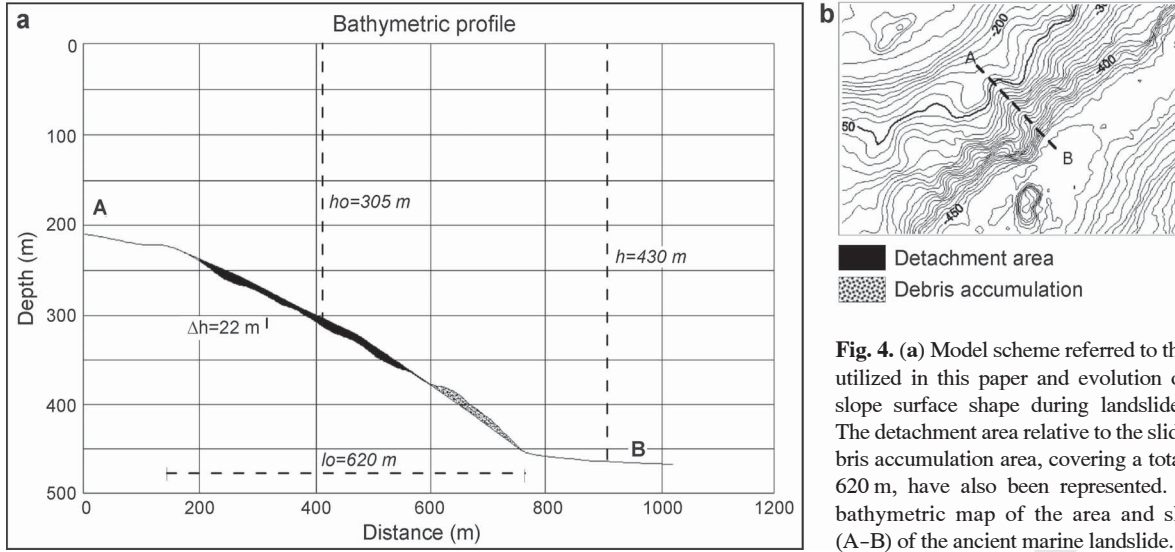 a
Bathymetric profile
0
100
200
300
400
500
Depth (m)
A
ho=305 m
h=430 m
Δh=22 m
B
lo=620 m
0 200 400 600 800 1000 1200
Distance (m)
b
-200
A
-400
50
B
-450
Detachment area
Debris accumulation
Fig. 4. (a) Model scheme referred to th
utilized in this paper and evolution
slope surface shape during landslide
The detachment area relative to the slid
bris accumulation area, covering a tota
620 m, have also been represented.
bathymetric map of the area and sl
(A–B) of the ancient marine landslide.